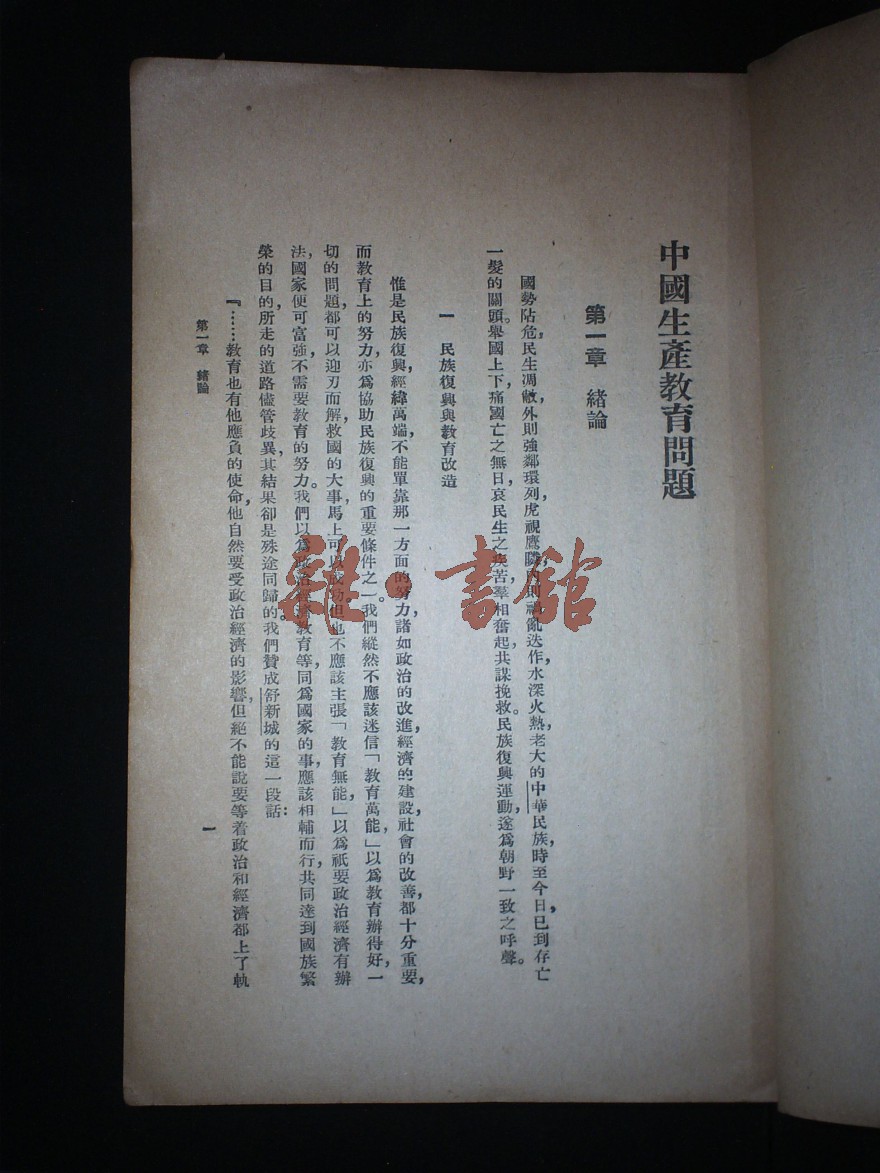 中國生產教育問題
第一章　緒論
國勢阽危，民生凋敝，外則強鄰環列，虎視鷹瞵，內則禍亂迭作，水深火熱，老大的中華民族，時至今日，已到存亡
一髮的關頭。舉國上下，痛國亡之無日，哀民生之疾苦，羣相奮起，共謀挽救。民族復興運動，遂爲朝野一致之呼聲。
一　民族復興與教育改造
惟是民族復興，經緯萬端，不能單靠那一方面的努力，諸如政治的改進，經濟的建設，社會的改善，都十分重要，
而教育上的努力，亦爲協助民族復興的重要條件之一。我們縱然不應該迷信「教育萬能，」以爲教育辦得好，一
切的問題，都可以迎刃而解，救國的大事，馬上可以成功。但也不應該主張「教育無能，」以爲祇要政治經濟有辦
法，國家便可富強，不需要教育的努力。我們以爲政治經濟教育等，同爲國家的事，應該相輔而行，共同達到國族繁
榮的目的，所走的道路儘管歧異，其結果卻是殊途同歸的。我們贊成舒新城的這一段話：
『……教育也有他應負的使命，他自然要受政治經濟的影響，但絕不能說要等着政治和經濟都上了軌
第一章　緒論
一
雜·書館